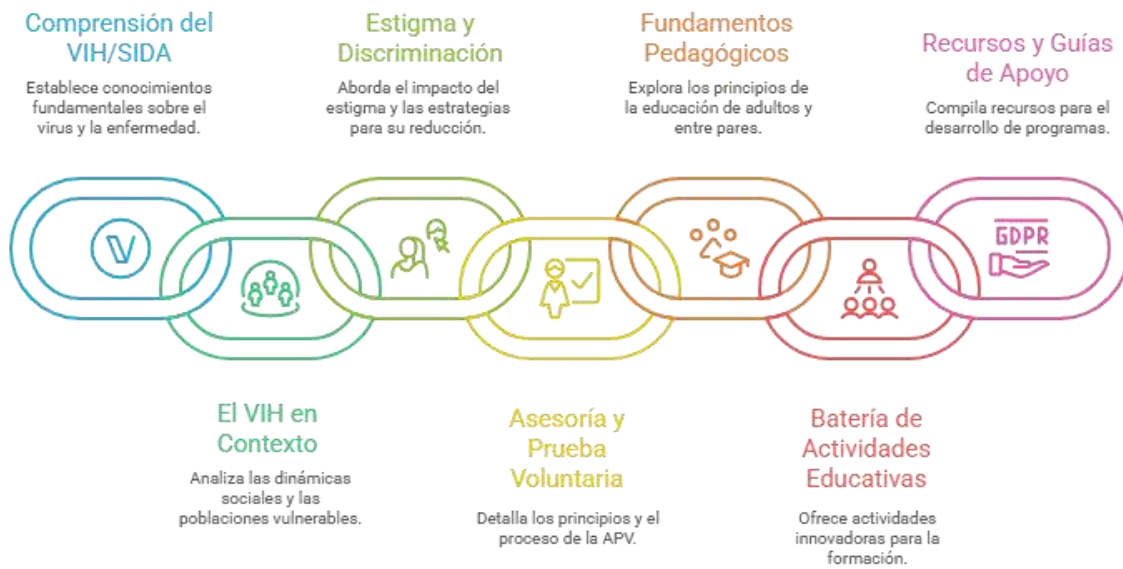 Comprensión del
VIH/SIDA
Establece conocimientos
fundamentales sobre el
virus y la enfermedad.
Estigma y
Discriminación
Aborda el impacto del
estigma y las estrategias
para su reducción.
Fundamentos
Pedagógicos
Explora los principios de
la educación de adultos y
entre pares.
Recursos y Guías
de Apoyo
Compila recursos para el
desarrollo de programas.
V
GDPR
El VIH en
Contexto
Analiza las dinámicas
sociales y las
poblaciones vulnerables.
Asesoría y
Prueba
Voluntaria
Detalla los principios y el
proceso de la APV.
Batería de
Actividades
Educativas
Ofrece actividades
innovadoras para la
formación.